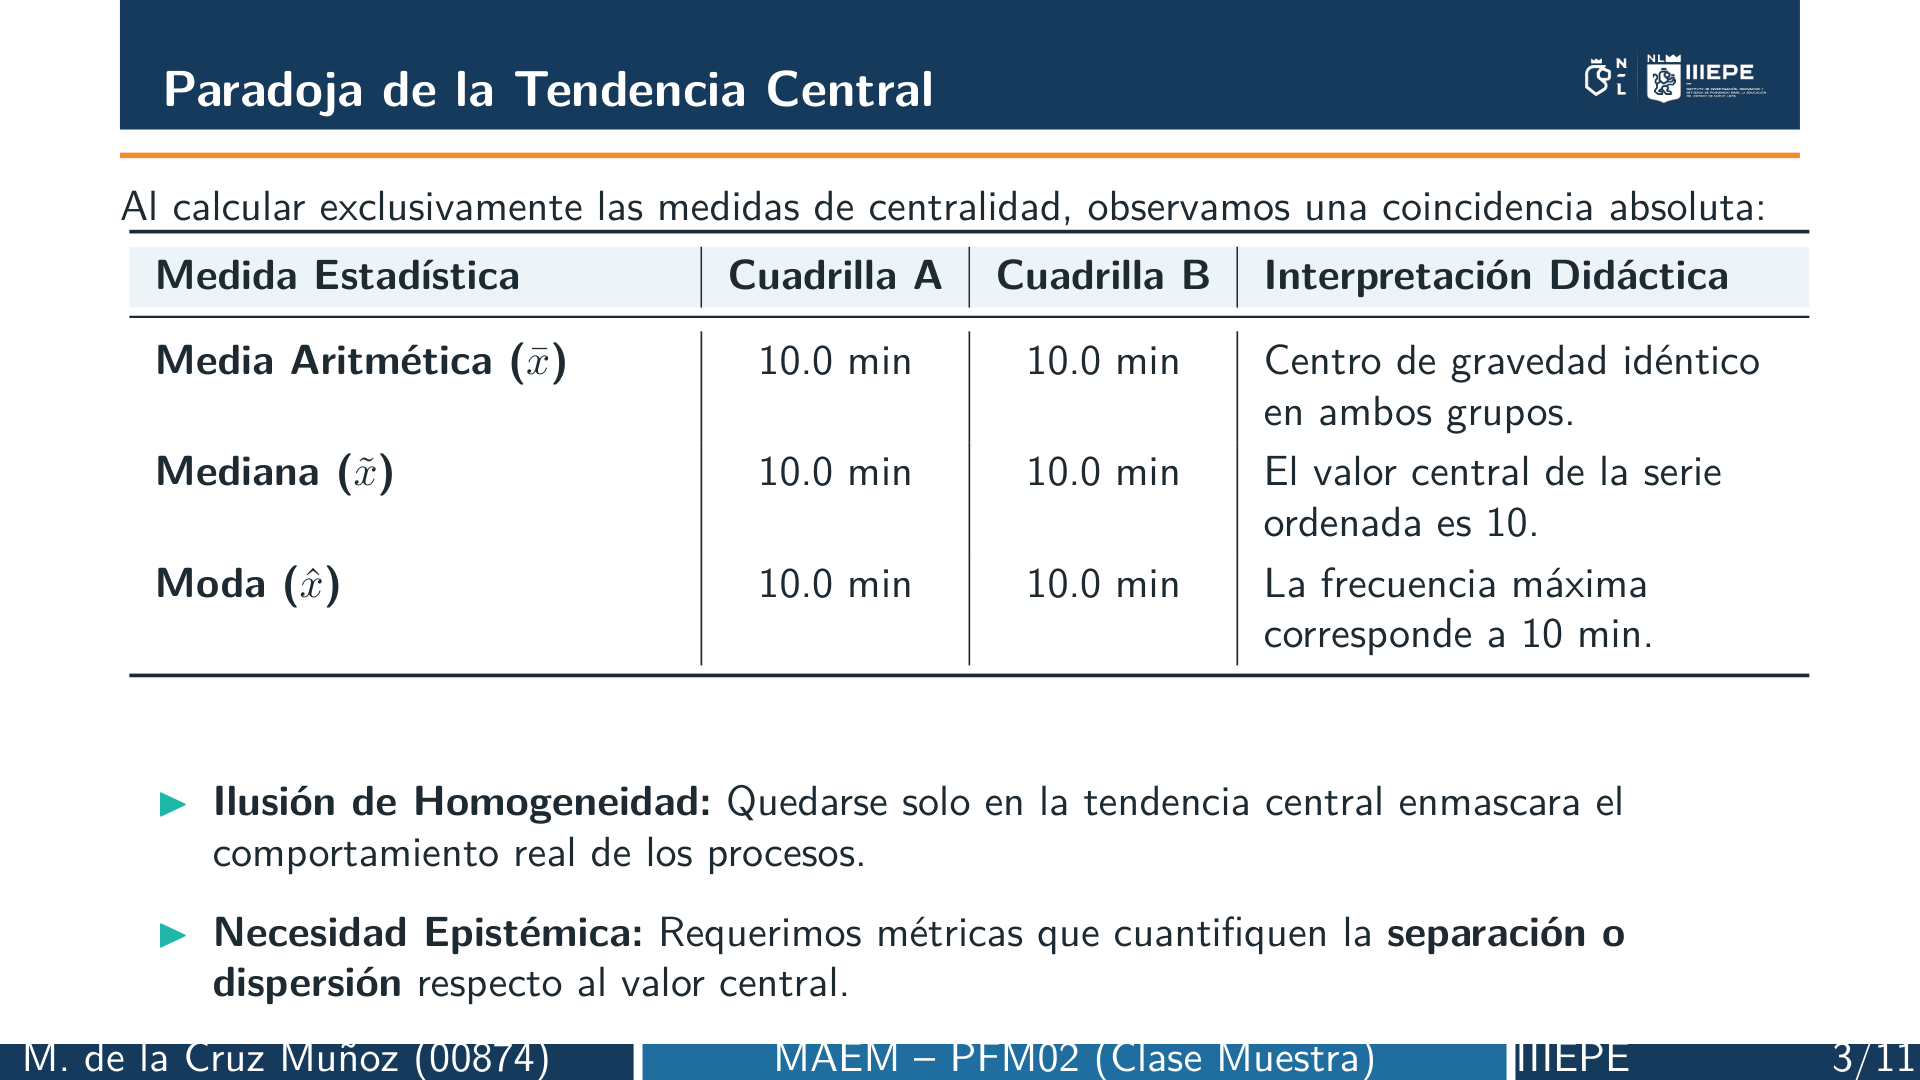 Paradoja de la Tendencia Central
N
L
NL
IIIEPE
Al calcular exclusivamente las medidas de centralidad, observamos una coincidencia absoluta:
Medida Estadística Cuadrilla A Cuadrilla B Interpretación Didáctica
Media Aritmética (x̄) 10.0 min 10.0 min Centro de gravedad idéntico
en ambos grupos.
Mediana (x̃) 10.0 min 10.0 min El valor central de la serie
ordenada es 10.
Moda (x̂) 10.0 min 10.0 min La frecuencia máxima
corresponde a 10 min.
▶ Ilusión de Homogeneidad: Quedarse solo en la tendencia central enmascara el
comportamiento real de los procesos.
▶ Necesidad Epistémica: Requerimos métricas que cuantifiquen la separación o
dispersión respecto al valor central.
M. de la Cruz Muñoz (00874) MAEM – PFM02 (Clase Muestra) IIIEPE 3/11